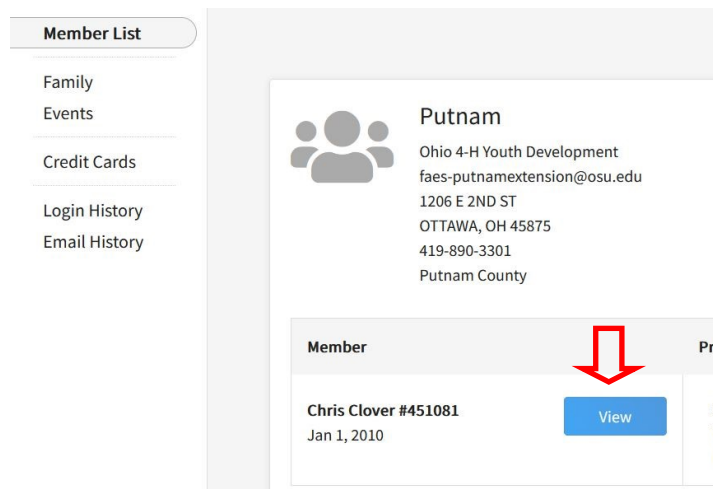 Member List
Family
Events
Credit Cards
Login History
Email History
Putnam
Ohio 4-H Youth Development
faes-putnamextension@osu.edu
1206 E 2ND ST
OTTAWA, OH 45875
419-890-3301
Putnam County
Member
Pr
Chris Clover #451081
View
Jan 1, 2010